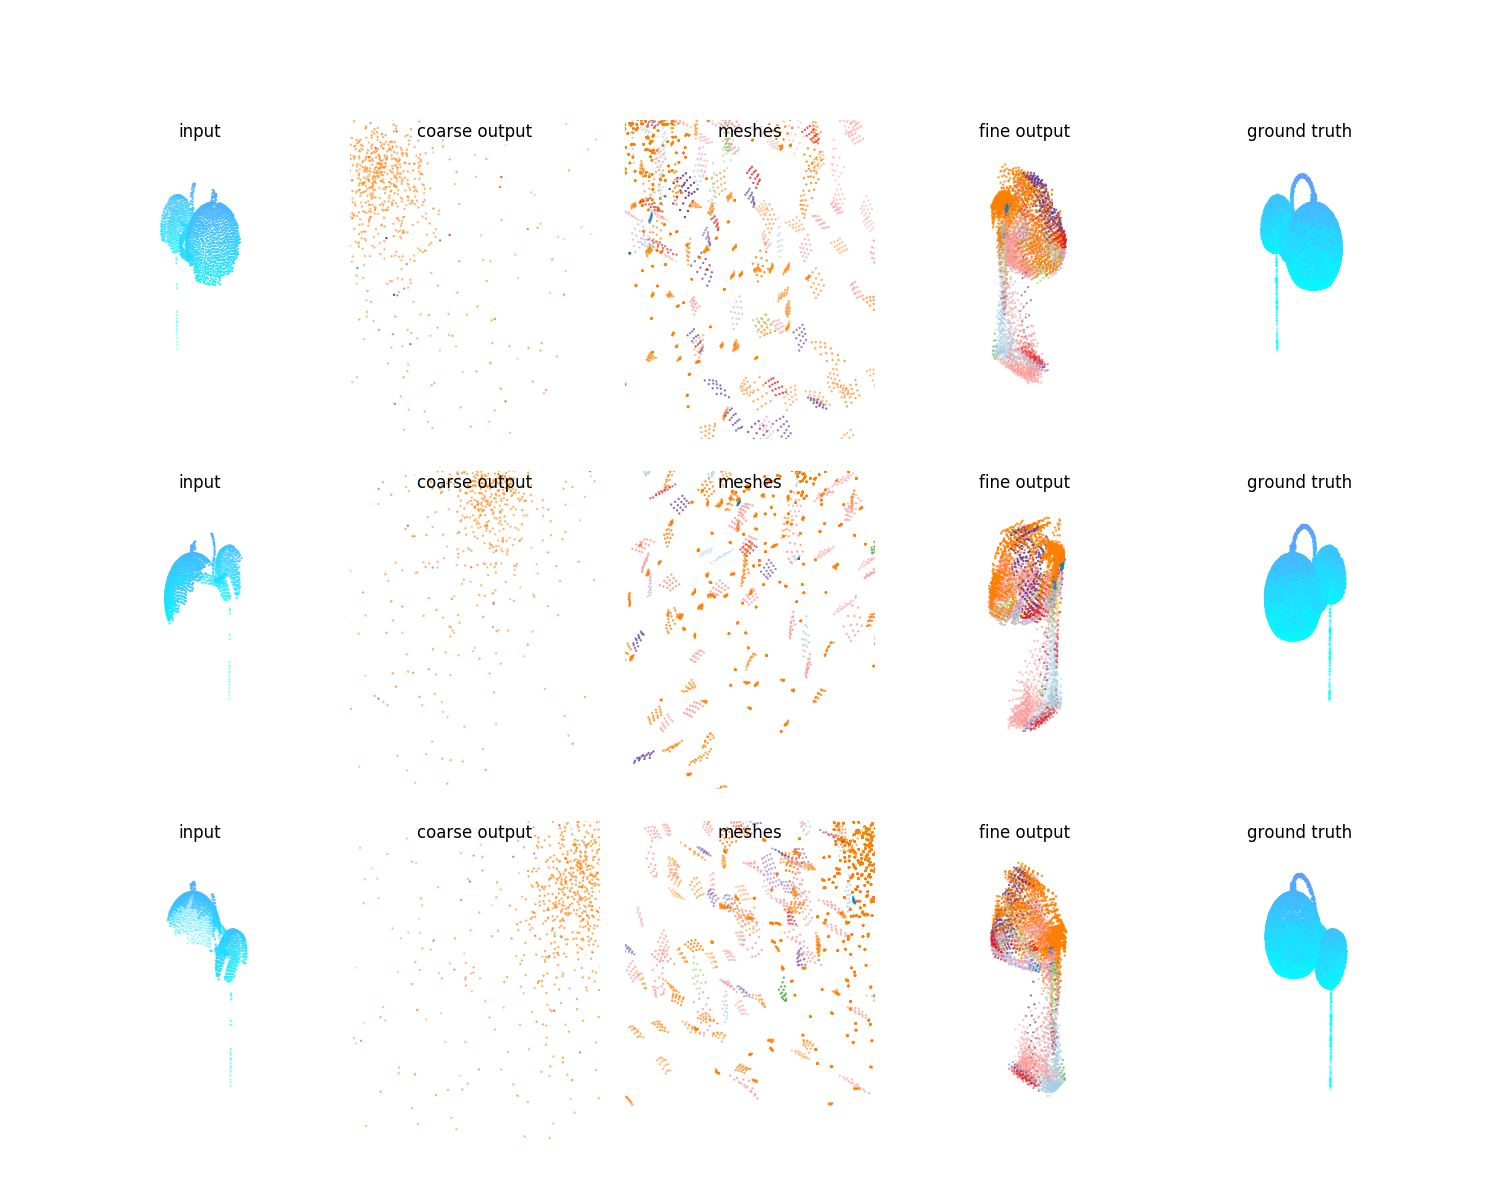 input
coarse output
meshes
fine output
ground truth
input
coarse output
meshes
fine output
ground truth
input
coarse output
meshes
fine output
ground truth